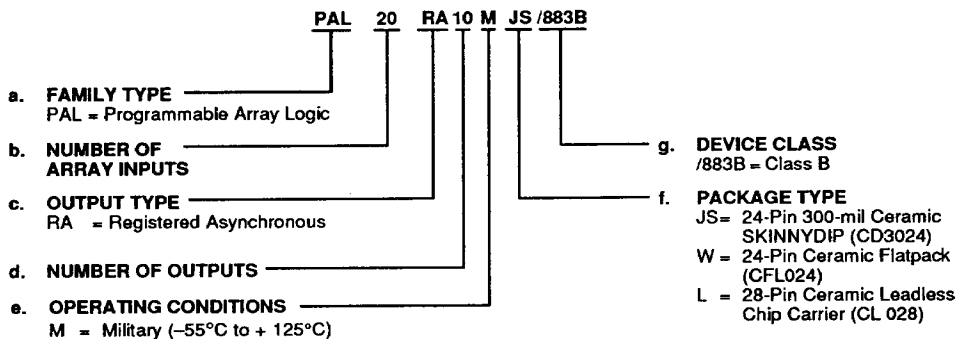 PAL 20 RA 10 M JS /883B
a. FAMILY TYPE
PAL = Programmable Array Logic
b. NUMBER OF
ARRAY INPUTS
c. OUTPUT TYPE
RA = Registered Asynchronous
d. NUMBER OF OUTPUTS
e. OPERATING CONDITIONS
M = Military (–55°C to + 125°C)
g. DEVICE CLASS
/883B = Class B
f. PACKAGE TYPE
JS= 24-Pin 300-mil Ceramic
SKINNYDIP (CD3024)
W = 24-Pin Ceramic Flatpack
(CFL024)
L = 28-Pin Ceramic Leadless
Chip Carrier (CL 028)